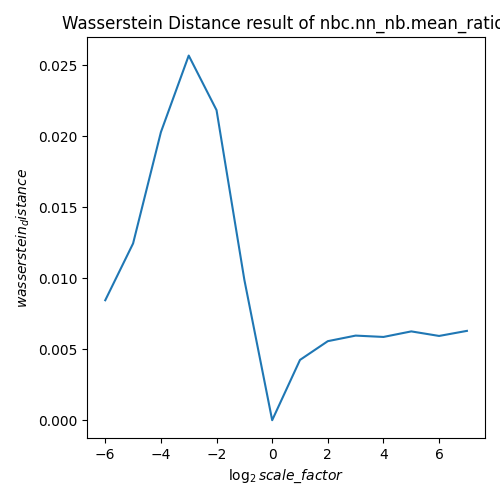 Wasserstein Distance result of nbc.nn_nb.mean_ratio
0.025
0.020
0.015
0.010
0.005
0.000
wasserstein_distance
−6 −4 −2 0 2 4 6
log₂ scale_factor